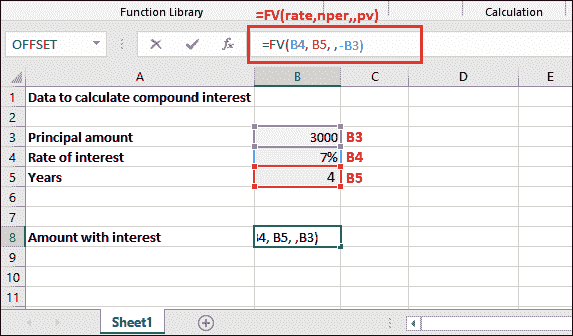 =FV(rate,nper,,pv)
Function Library Calculation
OFFSET fx =FV(B4, B5, ,-B3)
A B C D E
1 Data to calculate compound interest
2
3 Principal amount 3000 B3
4 Rate of interest 7% B4
5 Years 4 B5
6
7
8 Amount with interest 34, B5, ,B3)
9
10
11
Sheet1